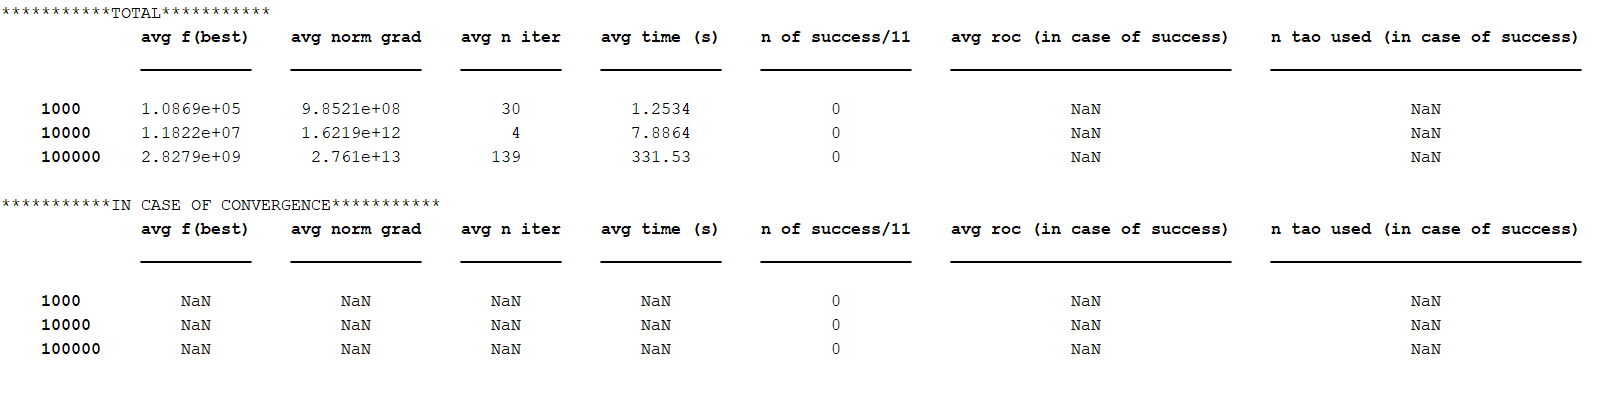 ***********TOTAL***********
avg f(best) avg norm grad avg n iter avg time (s) n of success/11 avg roc (in case of success) n tao used (in case of success)
1000 1.0869e+05 9.8521e+08 30 1.2534 0 NaN NaN
10000 1.1822e+07 1.6219e+12 4 7.8864 0 NaN NaN
100000 2.8279e+09 2.761e+13 139 331.53 0 NaN NaN
***********IN CASE OF CONVERGENCE***********
avg f(best) avg norm grad avg n iter avg time (s) n of success/11 avg roc (in case of success) n tao used (in case of success)
1000 NaN NaN NaN NaN 0 NaN NaN
10000 NaN NaN NaN NaN 0 NaN NaN
100000 NaN NaN NaN NaN 0 NaN NaN